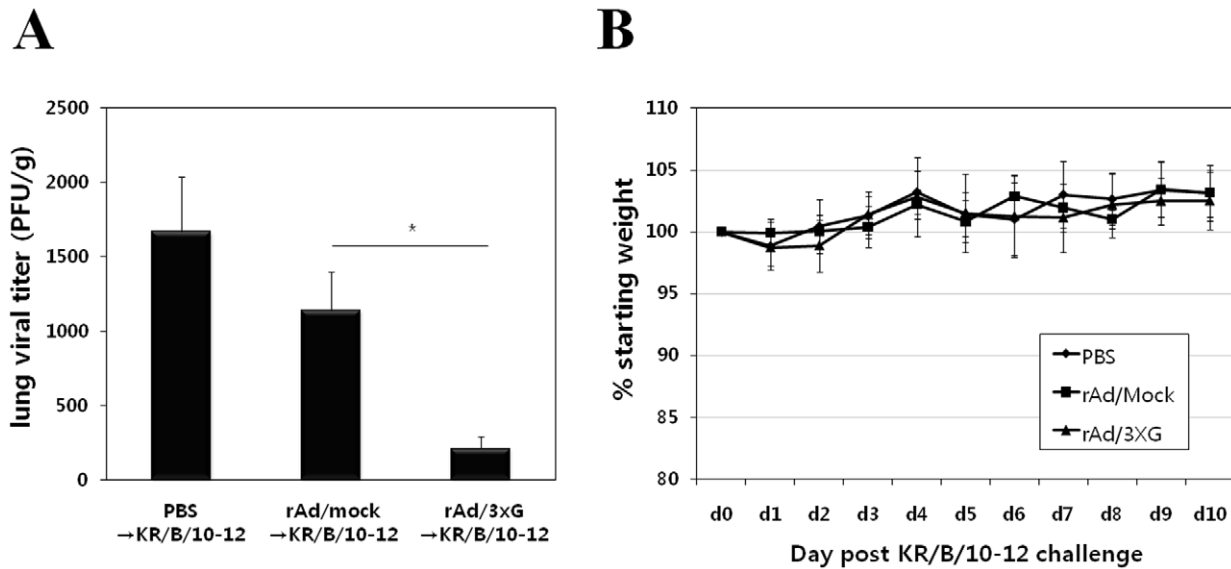 A
lung viral titer (PFU/g)
2500
2000
1500
1000
500
0
*
PBS
→KR/B/10-12
rAd/mock
→KR/B/10-12
rAd/3xG
→KR/B/10-12
B
% starting weight
110
105
100
95
90
85
80
PBS
rAd/Mock
rAd/3XG
d0 d1 d2 d3 d4 d5 d6 d7 d8 d9 d10
Day post KR/B/10-12 challenge